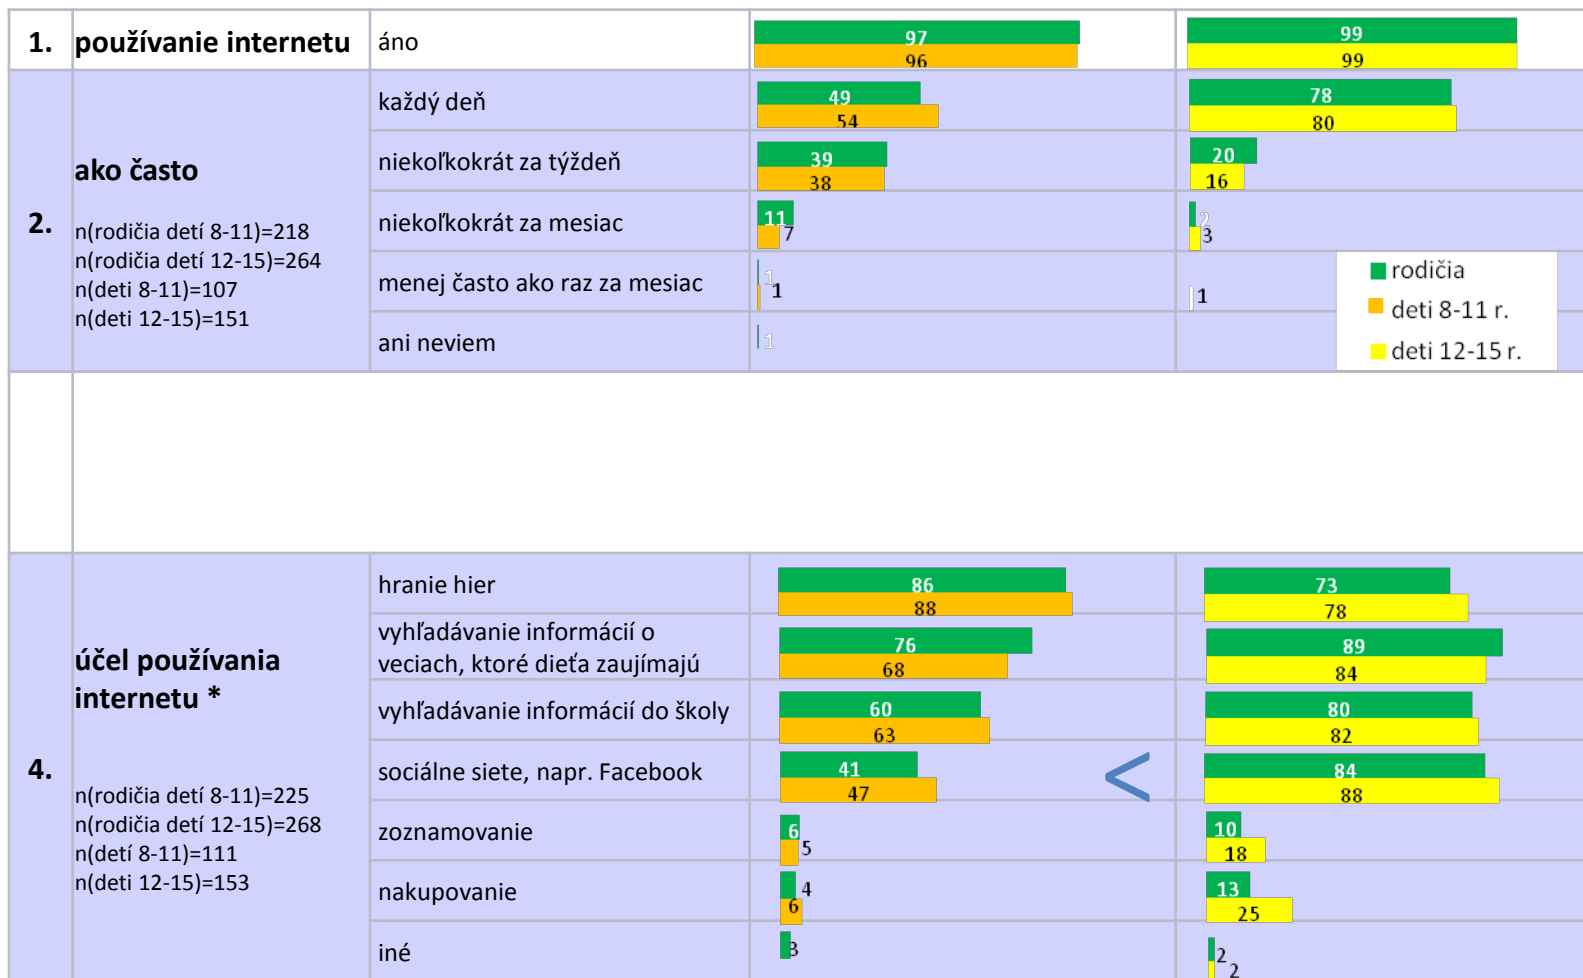 1. používanie internetu áno 97 99
96 99
2. ako často
n(rodičia detí 8-11)=218
n(rodičia detí 12-15)=264
n(deti 8-11)=107
n(deti 12-15)=151
každý deň 49 78
54 80
niekoľkokrát za týždeň 39 20
38 16
niekoľkokrát za mesiac 11 2
7 3
menej často ako raz za mesiac 1
1 1
ani neviem 1
rodičia
deti 8-11 r.
deti 12-15 r.
4. účel používania
internetu *
n(rodičia detí 8-11)=225
n(rodičia detí 12-15)=268
n(detí 8-11)=111
n(deti 12-15)=153
hranie hier 86 73
88 78
vyhľadávanie informácií o
veciach, ktoré dieťa zaujímajú 76 89
68 84
vyhľadávanie informácií do školy 60 80
63 82
sociálne siete, napr. Facebook 41 < 84
47 88
zoznamovanie 6 10
5 18
nakupovanie 4 13
6 25
iné 3 2
2